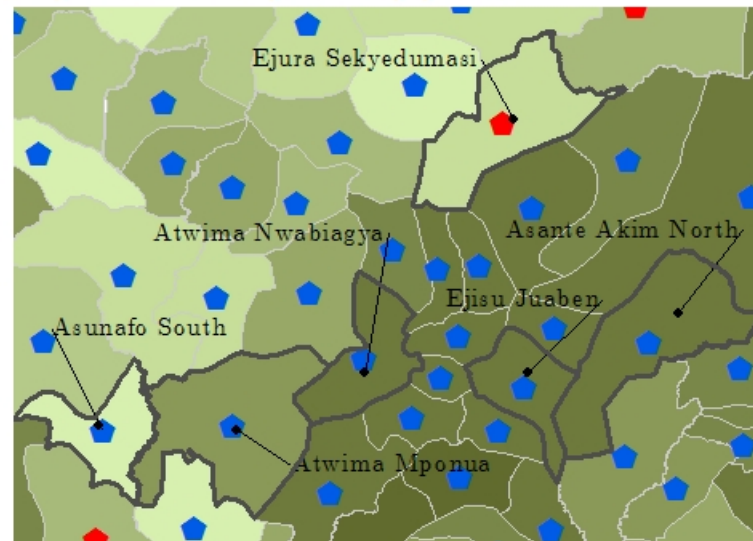 Ejura Sekyedumasi
Atwima Nwabiagya
Asante Akim North
Ejisu Juaben
Asunafo South
Atwima Mponua